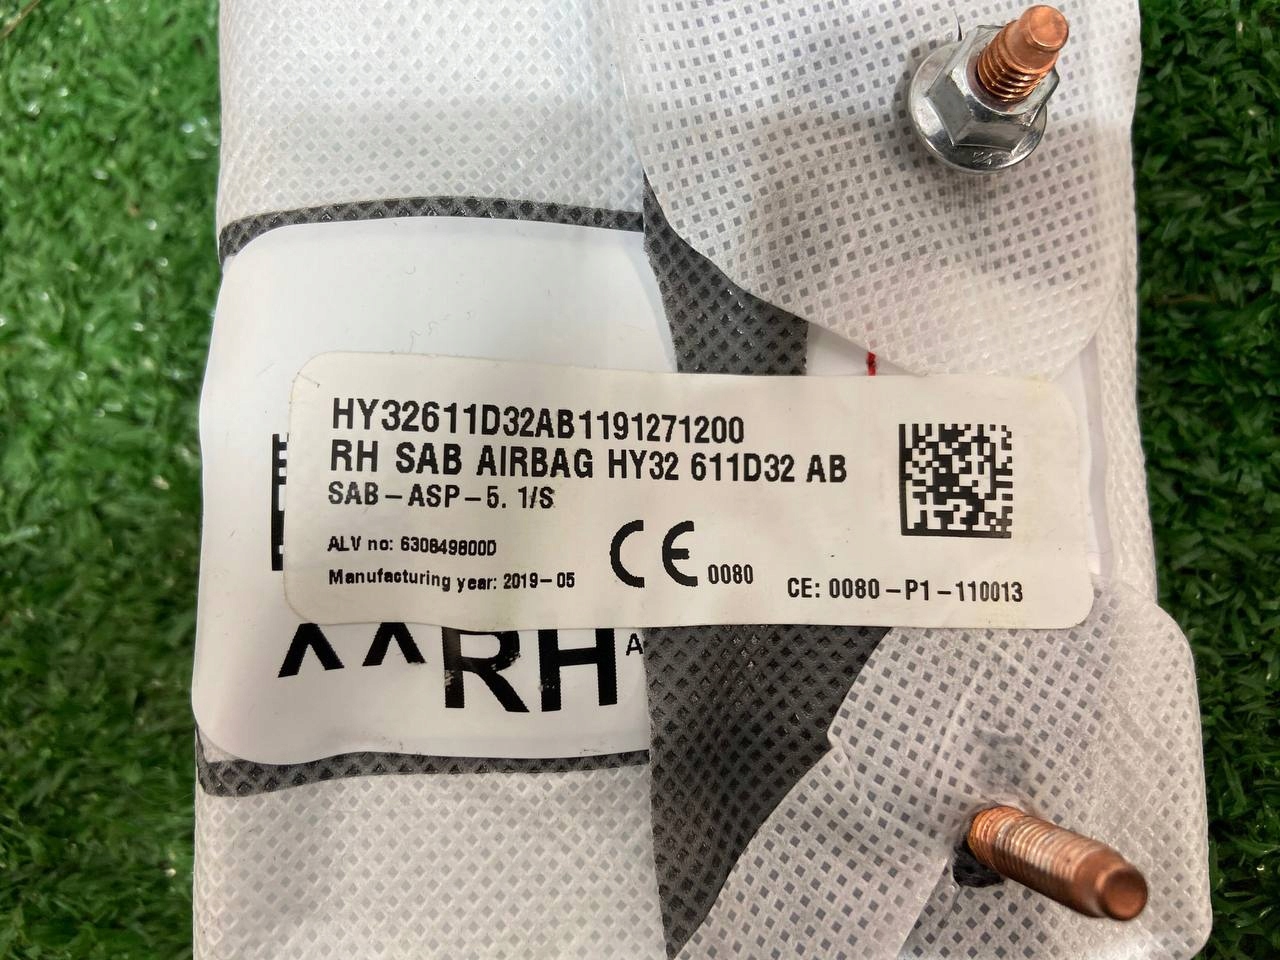 HY32611D32AB1191271200
RH SAB AIRBAG HY32 611D32 AB
SAB-ASP-5. 1/S
ALV no: 630849800D
Manufacturing year: 2019-05
CE 0080
CE: 0080-P1-110013
^^RH
A